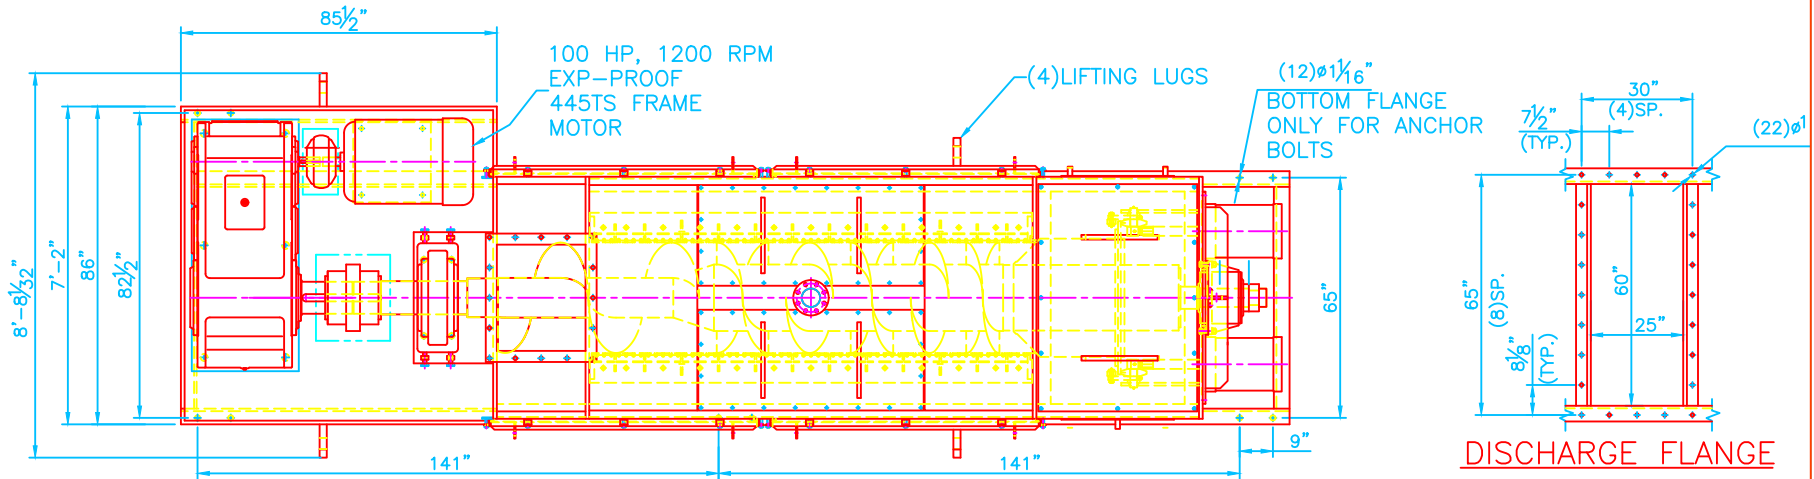 85½"
100 HP, 1200 RPM
EXP-PROOF
445TS FRAME
MOTOR
(4)LIFTING LUGS
(12)ø1 1⁄16"
BOTTOM FLANGE
ONLY FOR ANCHOR
BOLTS
8'-8 1⁄32"
7'-2"
86"
82½"
65"
141"
141"
9"
30"
(4)SP.
7½"
(TYP.)
(22)ø1
65"
(8)SP.
60"
25"
8⅛"
(TYP.)
DISCHARGE FLANGE